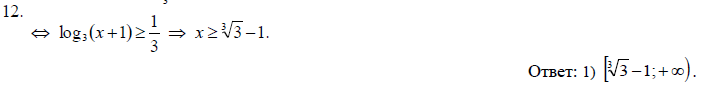 12.
⇔ log₃(x+1) ≥ 1/3 ⇒ x ≥ ∛3 − 1.
Ответ: 1) [∛3 − 1; +∞).